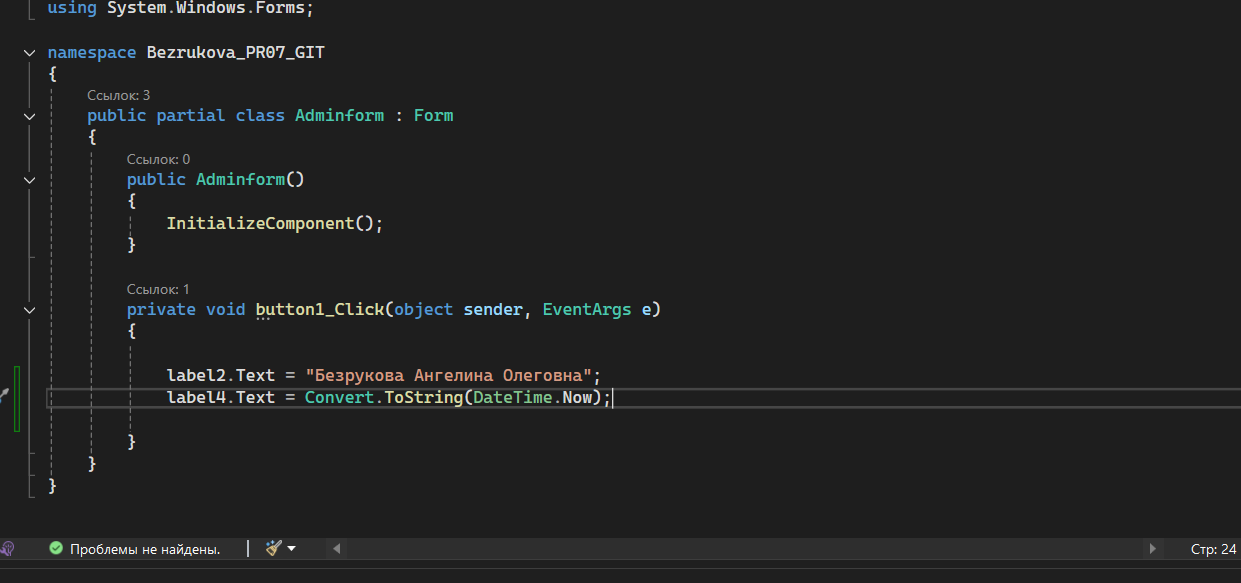 using System.Windows.Forms;
namespace Bezrukova_PR07_GIT
{
Ссылок: 3
public partial class Adminform : Form
{
Ссылок: 0
public Adminform()
{
InitializeComponent();
}
Ссылок: 1
private void button1_Click(object sender, EventArgs e)
{
label2.Text = "Безрукова Ангелина Олеговна";
label4.Text = Convert.ToString(DateTime.Now);
}
}
}
Проблемы не найдены.
Стр: 24